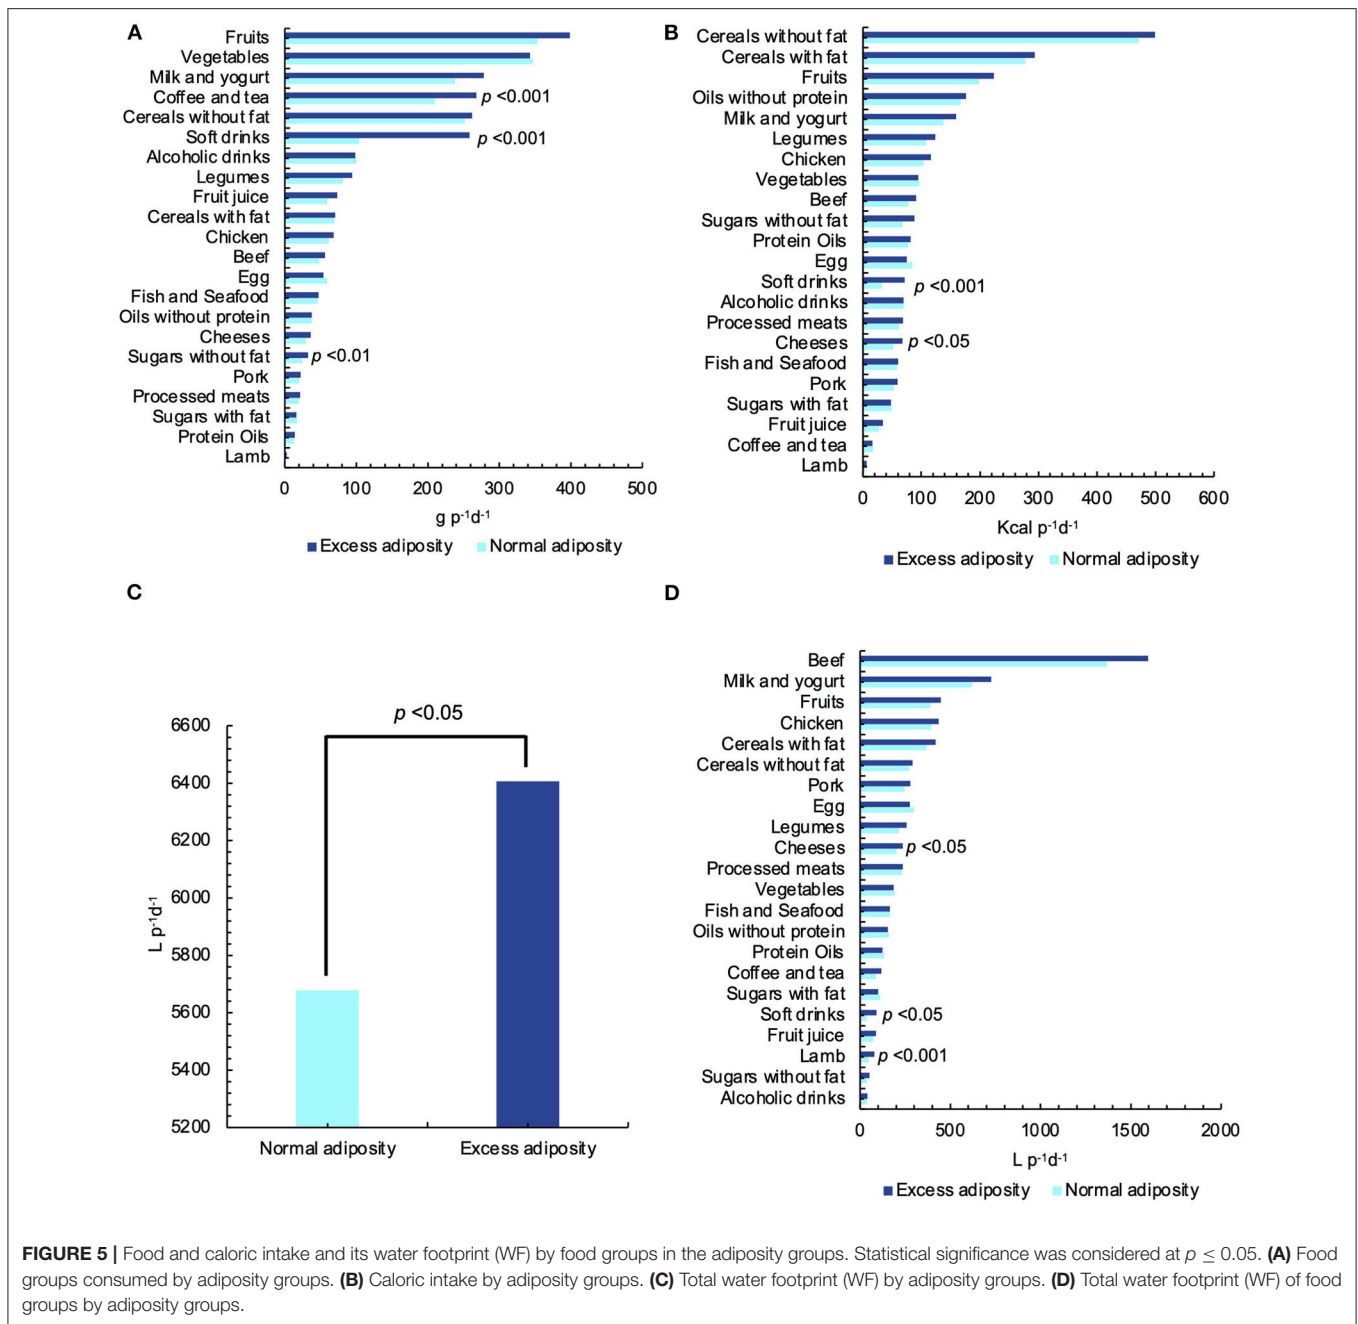 A
Fruits
Vegetables
Milk and yogurt
Coffee and tea
p <0.001
Cereals without fat
Soft drinks
p <0.001
Alcoholic drinks
Legumes
Fruit juice
Cereals with fat
Chicken
Beef
Egg
Fish and Seafood
Oils without protein
Cheeses
Sugars without fat
p <0.01
Pork
Processed meats
Sugars with fat
Protein Oils
Lamb
0 100 200 300 400 500
g p⁻¹d⁻¹
Excess adiposity Normal adiposity
B
Cereals without fat
Cereals with fat
Fruits
Oils without protein
Milk and yogurt
Legumes
Chicken
Vegetables
Beef
Sugars without fat
Protein Oils
Egg
Soft drinks
p <0.001
Alcoholic drinks
Processed meats
Cheeses
p <0.05
Fish and Seafood
Pork
Sugars with fat
Fruit juice
Coffee and tea
Lamb
0 100 200 300 400 500 600
Kcal p⁻¹d⁻¹
Excess adiposity Normal adiposity
C
p <0.05
6600
6400
6200
6000
5800
5600
5400
5200
L p⁻¹d⁻¹
Normal adiposity Excess adiposity
D
Beef
Milk and yogurt
Fruits
Chicken
Cereals with fat
Cereals without fat
Pork
Egg
Legumes
Cheeses
p <0.05
Processed meats
Vegetables
Fish and Seafood
Oils without protein
Protein Oils
Coffee and tea
Sugars with fat
Soft drinks
p <0.05
Fruit juice
Lamb
p <0.001
Sugars without fat
Alcoholic drinks
0 500 1000 1500 2000
L p⁻¹d⁻¹
Excess adiposity Normal adiposity
FIGURE 5 | Food and caloric intake and its water footprint (WF) by food groups in the adiposity groups. Statistical significance was considered at p ≤ 0.05. (A) Food
groups consumed by adiposity groups. (B) Caloric intake by adiposity groups. (C) Total water footprint (WF) by adiposity groups. (D) Total water footprint (WF) of food
groups by adiposity groups.